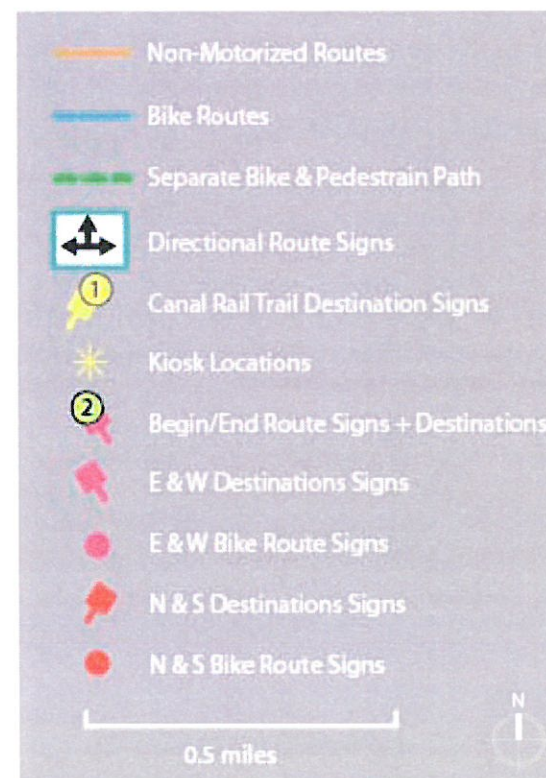 Non-Motorized Routes
Bike Routes
Separate Bike & Pedestrain Path
Directional Route Signs
1
Canal Rail Trail Destination Signs
Kiosk Locations
2
Begin/End Route Signs + Destinations
E & W Destinations Signs
E & W Bike Route Signs
N & S Destinations Signs
N & S Bike Route Signs
0.5 miles
N